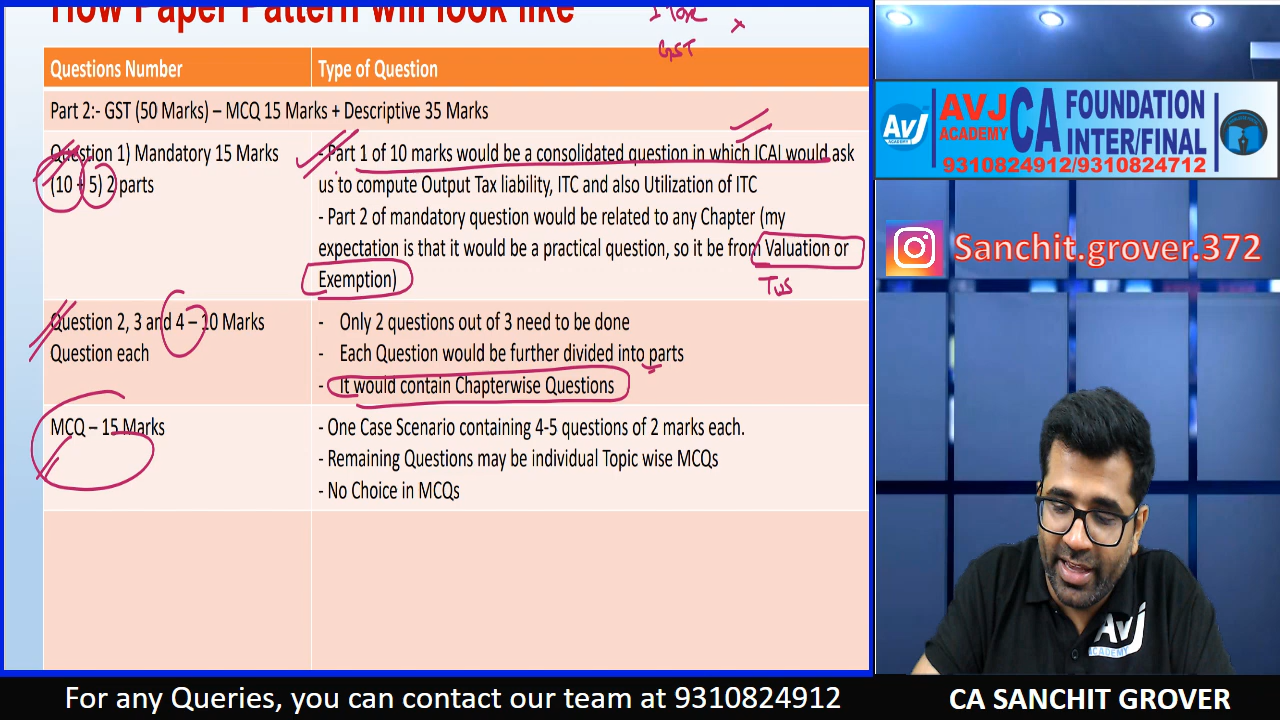 How Paper Pattern will look like
I Tax
GST
Questions Number
Type of Question
Part 2:- GST (50 Marks) – MCQ 15 Marks + Descriptive 35 Marks
Question 1) Mandatory 15 Marks
(10 + 5) 2 parts
- Part 1 of 10 marks would be a consolidated question in which ICAI would ask
us to compute Output Tax liability, ITC and also Utilization of ITC
- Part 2 of mandatory question would be related to any Chapter (my
expectation is that it would be a practical question, so it be from Valuation or
Exemption)
Question 2, 3 and 4 – 10 Marks
Question each
- Only 2 questions out of 3 need to be done
- Each Question would be further divided into parts
- It would contain Chapterwise Questions
MCQ – 15 Marks
- One Case Scenario containing 4-5 questions of 2 marks each.
- Remaining Questions may be individual Topic wise MCQs
- No Choice in MCQs
AVJ
AVJ
ACADEMY
CA
FOUNDATION
INTER/FINAL
9310824912/9310824712
Sanchit.grover.372
AVJ
ACADEMY
For any Queries, you can contact our team at 9310824912
CA SANCHIT GROVER